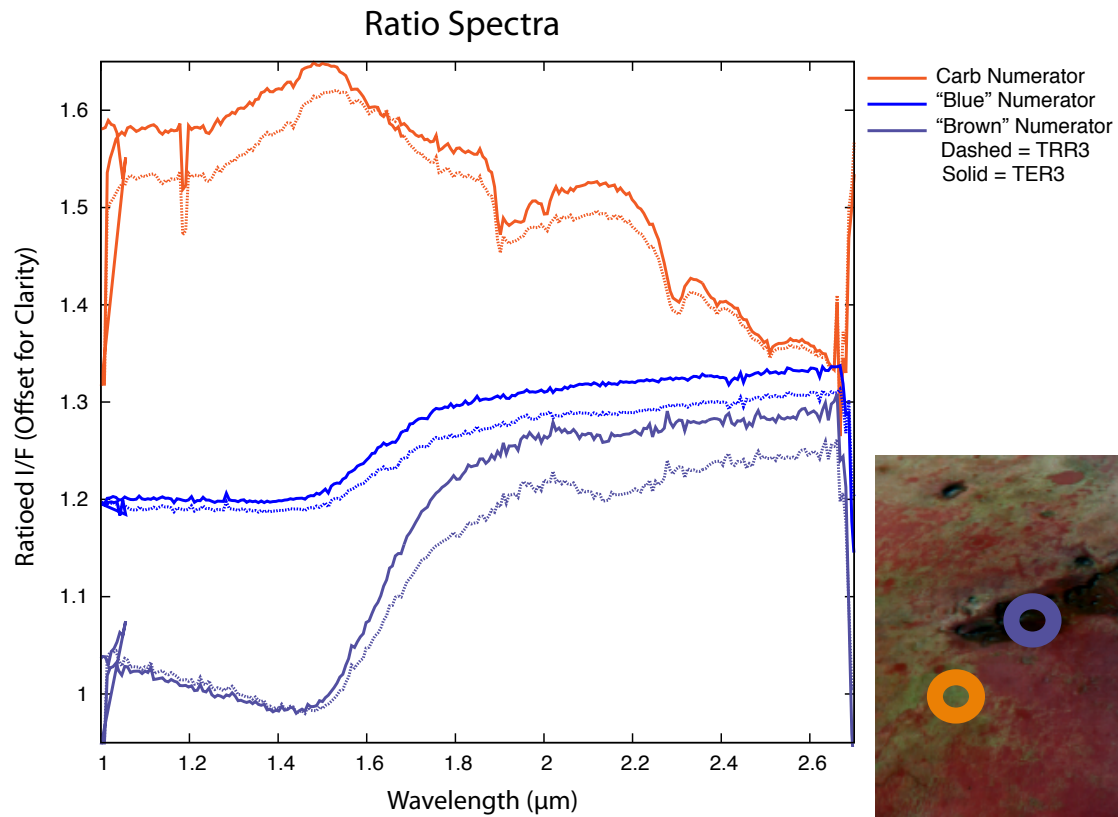 Ratio Spectra
Carb Numerator
“Blue” Numerator
“Brown” Numerator
Dashed = TRR3
Solid = TER3
Ratioed I/F (Offset for Clarity)
1.6
1.5
1.4
1.3
1.2
1.1
1
1
1.2
1.4
1.6
1.8
2
2.2
2.4
2.6
Wavelength (µm)